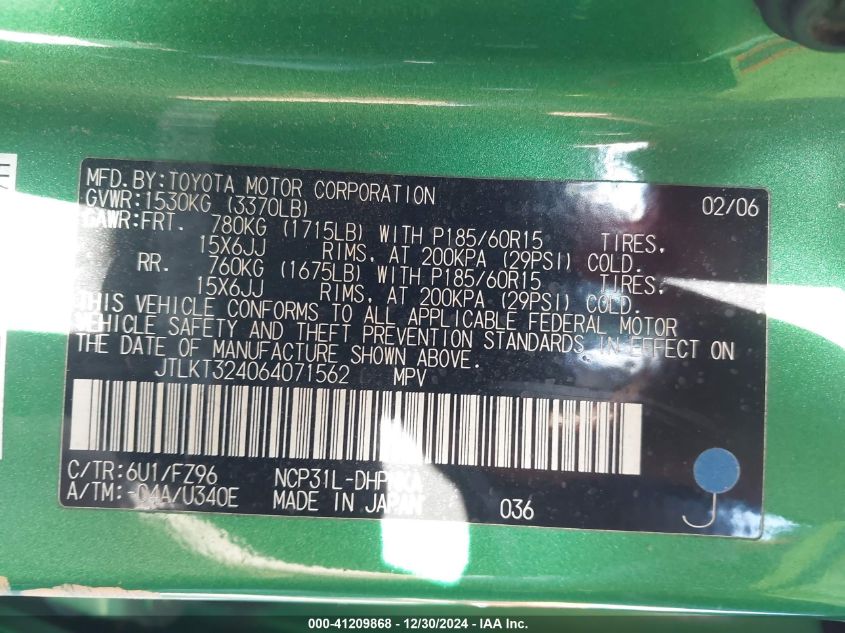 MFD.BY:TOYOTA MOTOR CORPORATION 02/06
GVWR:1530KG (3370LB)
GAWR:FRT. 780KG (1715LB) WITH P185/60R15 TIRES,
15X6JJ RIMS, AT 200KPA (29PSI) COLD.
RR. 760KG (1675LB) WITH P185/60R15 TIRES,
15X6JJ RIMS, AT 200KPA (29PSI) COLD.
THIS VEHICLE CONFORMS TO ALL APPLICABLE FEDERAL MOTOR
VEHICLE SAFETY AND THEFT PREVENTION STANDARDS IN EFFECT ON
THE DATE OF MANUFACTURE SHOWN ABOVE.
JTLKT324064071562 MPV
C/TR:6U1/FZ96 NCP31L-
A/TM:-04A/U340E MADE IN JAPAN 036
J
000-41209868 - 12/30/2024 - IAA, Inc.